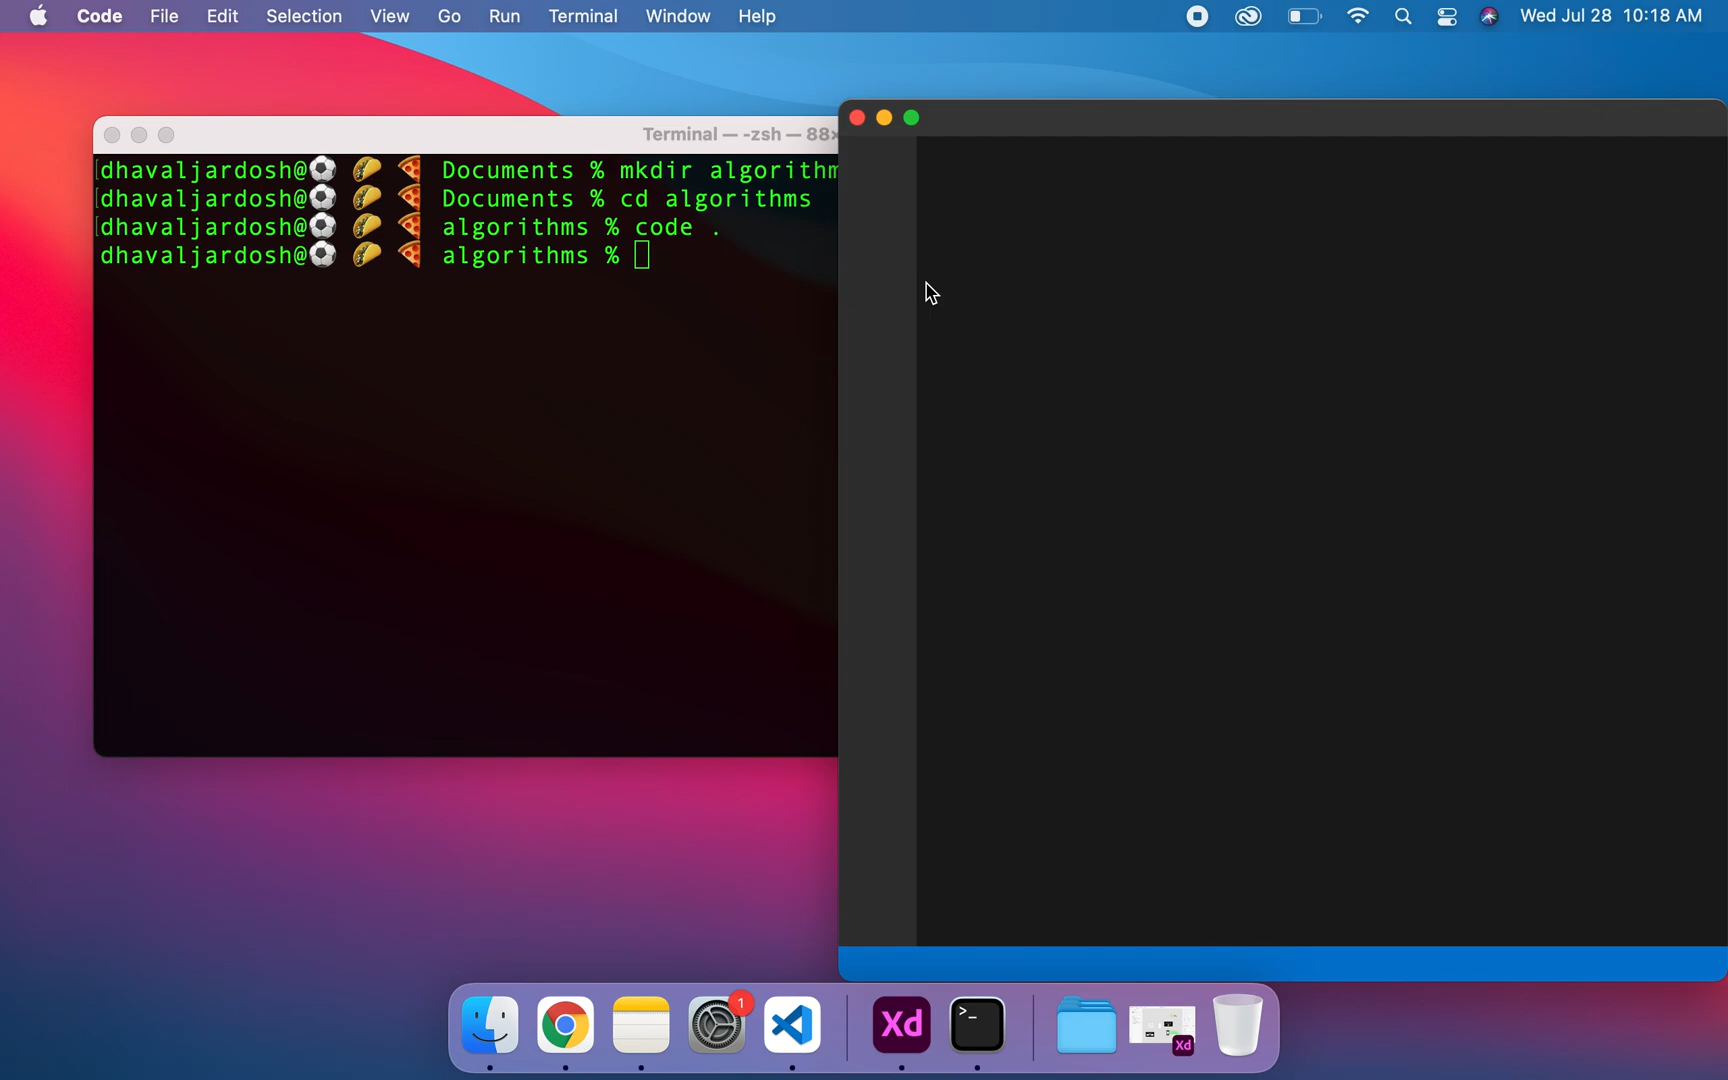 Code File Edit Selection View Go Run Terminal Window Help Wed Jul 28 10:18 AM
Terminal — -zsh — 88×
dhavaljardosh@⚽ 🌮 🍕 Documents % mkdir algorithm
dhavaljardosh@⚽ 🌮 🍕 Documents % cd algorithms
dhavaljardosh@⚽ 🌮 🍕 algorithms % code .
dhavaljardosh@⚽ 🌮 🍕 algorithms %
1
Xd
>_
Xd